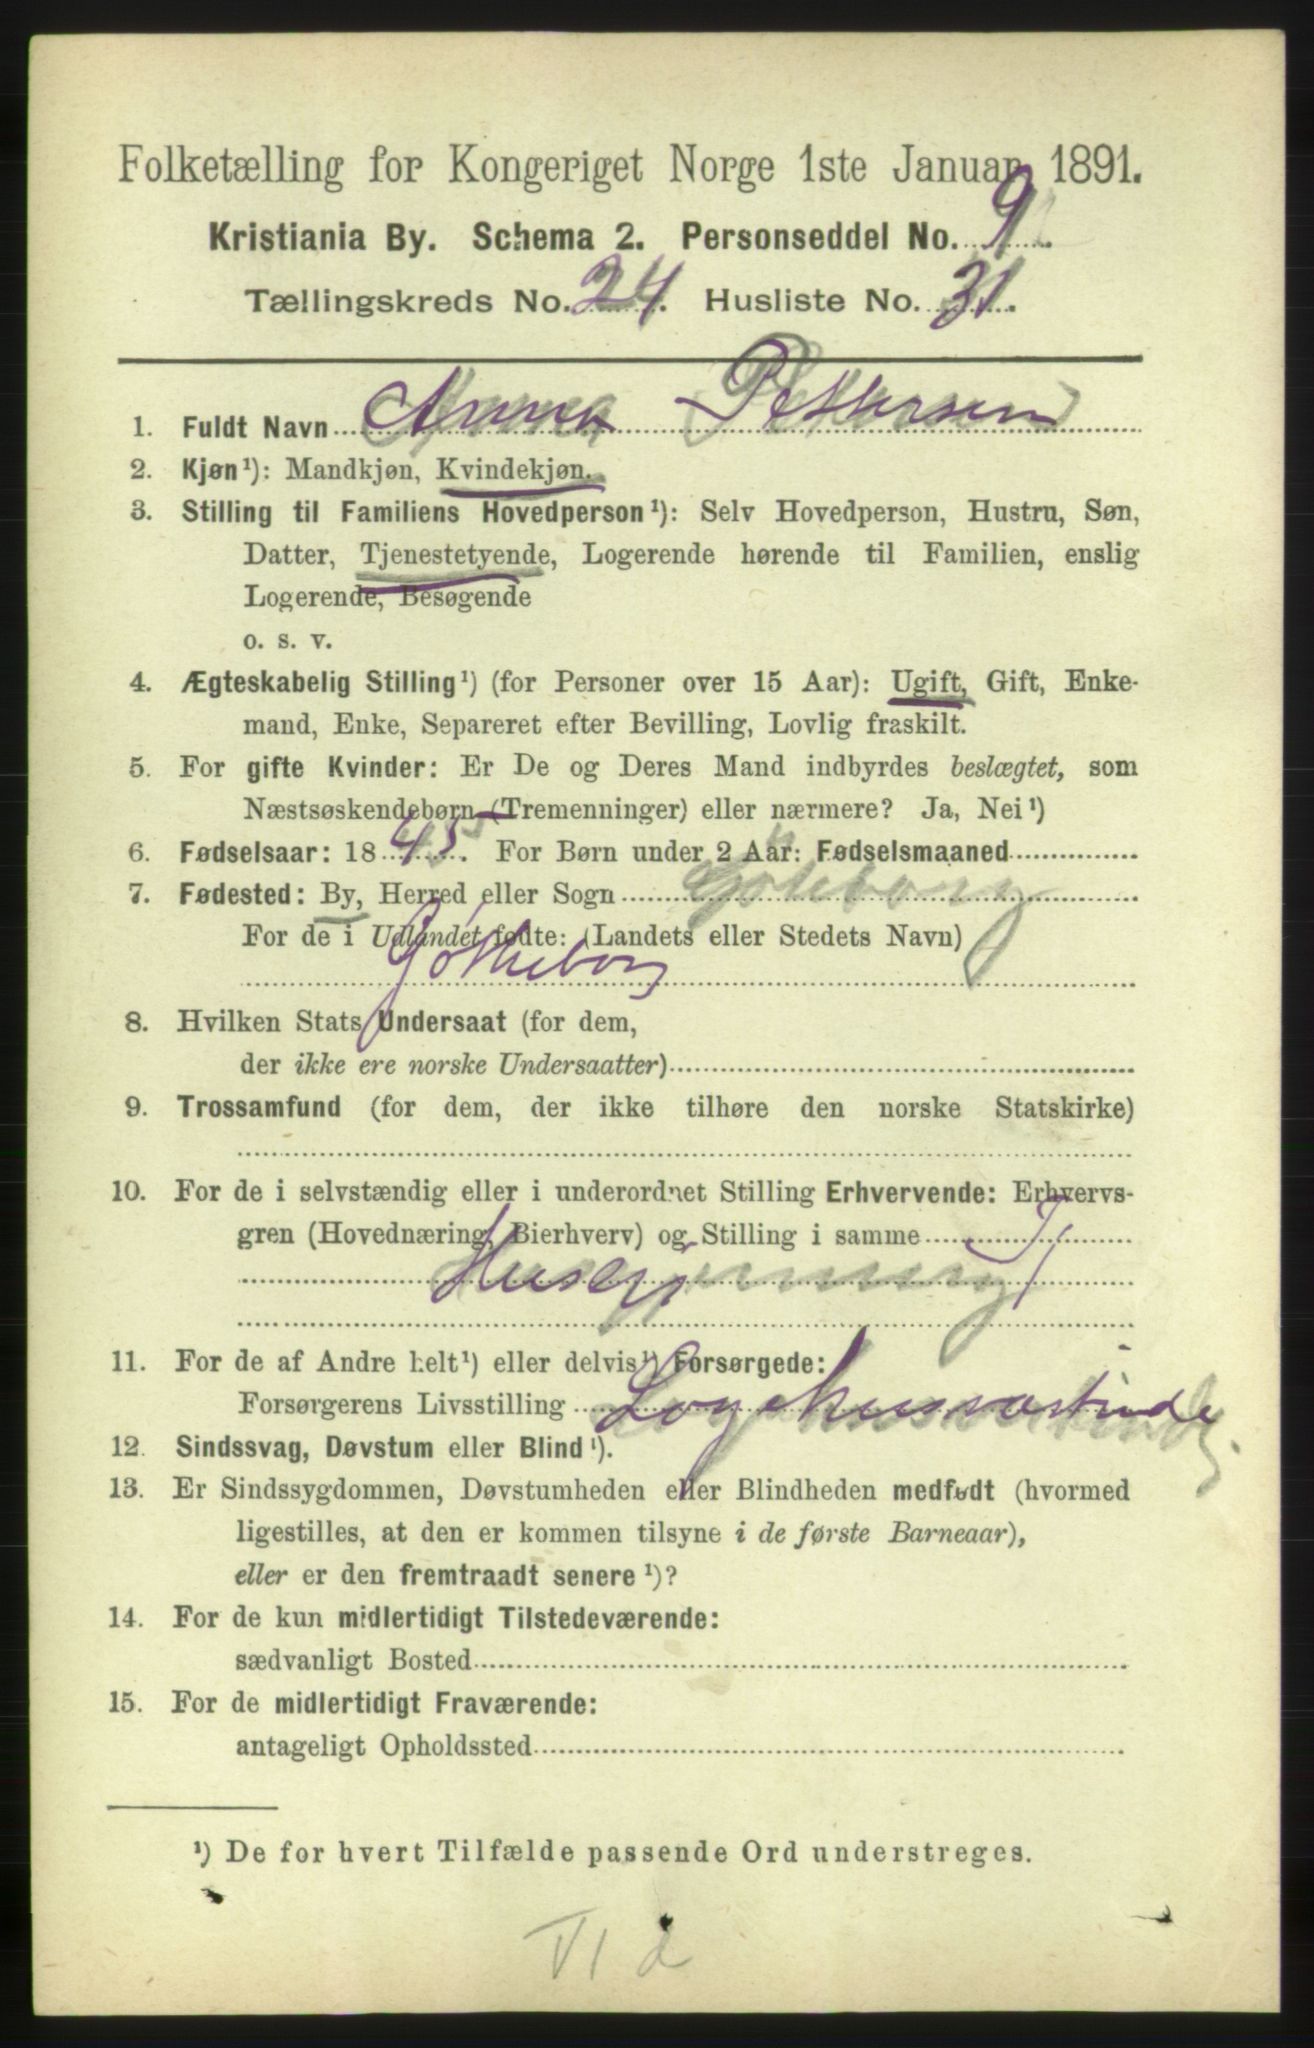 Folketælling for Kongeriget Norge 1ste Januar 1891.
Kristiania By. Schema 2. Personseddel No. 9.
Tællingskreds No. 24. Husliste No. 31.
1. Fuldt Navn Anna Pettersen
2. Kjøn¹): Mandkjøn, Kvindekjøn.
3. Stilling til Familiens Hovedperson¹): Selv Hovedperson, Hustru, Søn,
Datter, Tjenestetyende, Logerende hørende til Familien, enslig
Logerende, Besøgende
o. s. v.
4. Ægteskabelig Stilling¹) (for Personer over 15 Aar): Ugift, Gift, Enke-
mand, Enke, Separeret efter Bevilling, Lovlig fraskilt.
5. For gifte Kvinder: Er De og Deres Mand indbyrdes beslægtet, som
Næstsøskendebørn (Tremenninger) eller nærmere? Ja, Nei¹)
6. Fødselsaar: 1845. For Børn under 2 Aar: Fødselsmaaned
7. Fødested: By, Herred eller Sogn Göteborg
For de i Udlandet fødte: (Landets eller Stedets Navn)
Gøtheborg
8. Hvilken Stats Undersaat (for dem,
der ikke ere norske Undersaatter)
9. Trossamfund (for dem, der ikke tilhøre den norske Statskirke)
10. For de i selvstændig eller i underordnet Stilling Erhvervende: Erhvervs-
gren (Hovednæring, Bierhverv) og Stilling i samme
Husgj
11. For de af Andre helt¹) eller delvis¹) Forsørgede:
Forsørgerens Livsstilling Logehusvertinde
12. Sindssvag, Døvstum eller Blind¹).
13. Er Sindssygdommen, Døvstumheden eller Blindheden medfødt (hvormed
ligestilles, at den er kommen tilsyne i de første Barneaar),
eller er den fremtraadt senere¹)?
14. For de kun midlertidigt Tilstedeværende:
sædvanligt Bosted
15. For de midlertidigt Fraværende:
antageligt Opholdssted
¹) De for hvert Tilfælde passende Ord understreges.
VI 2